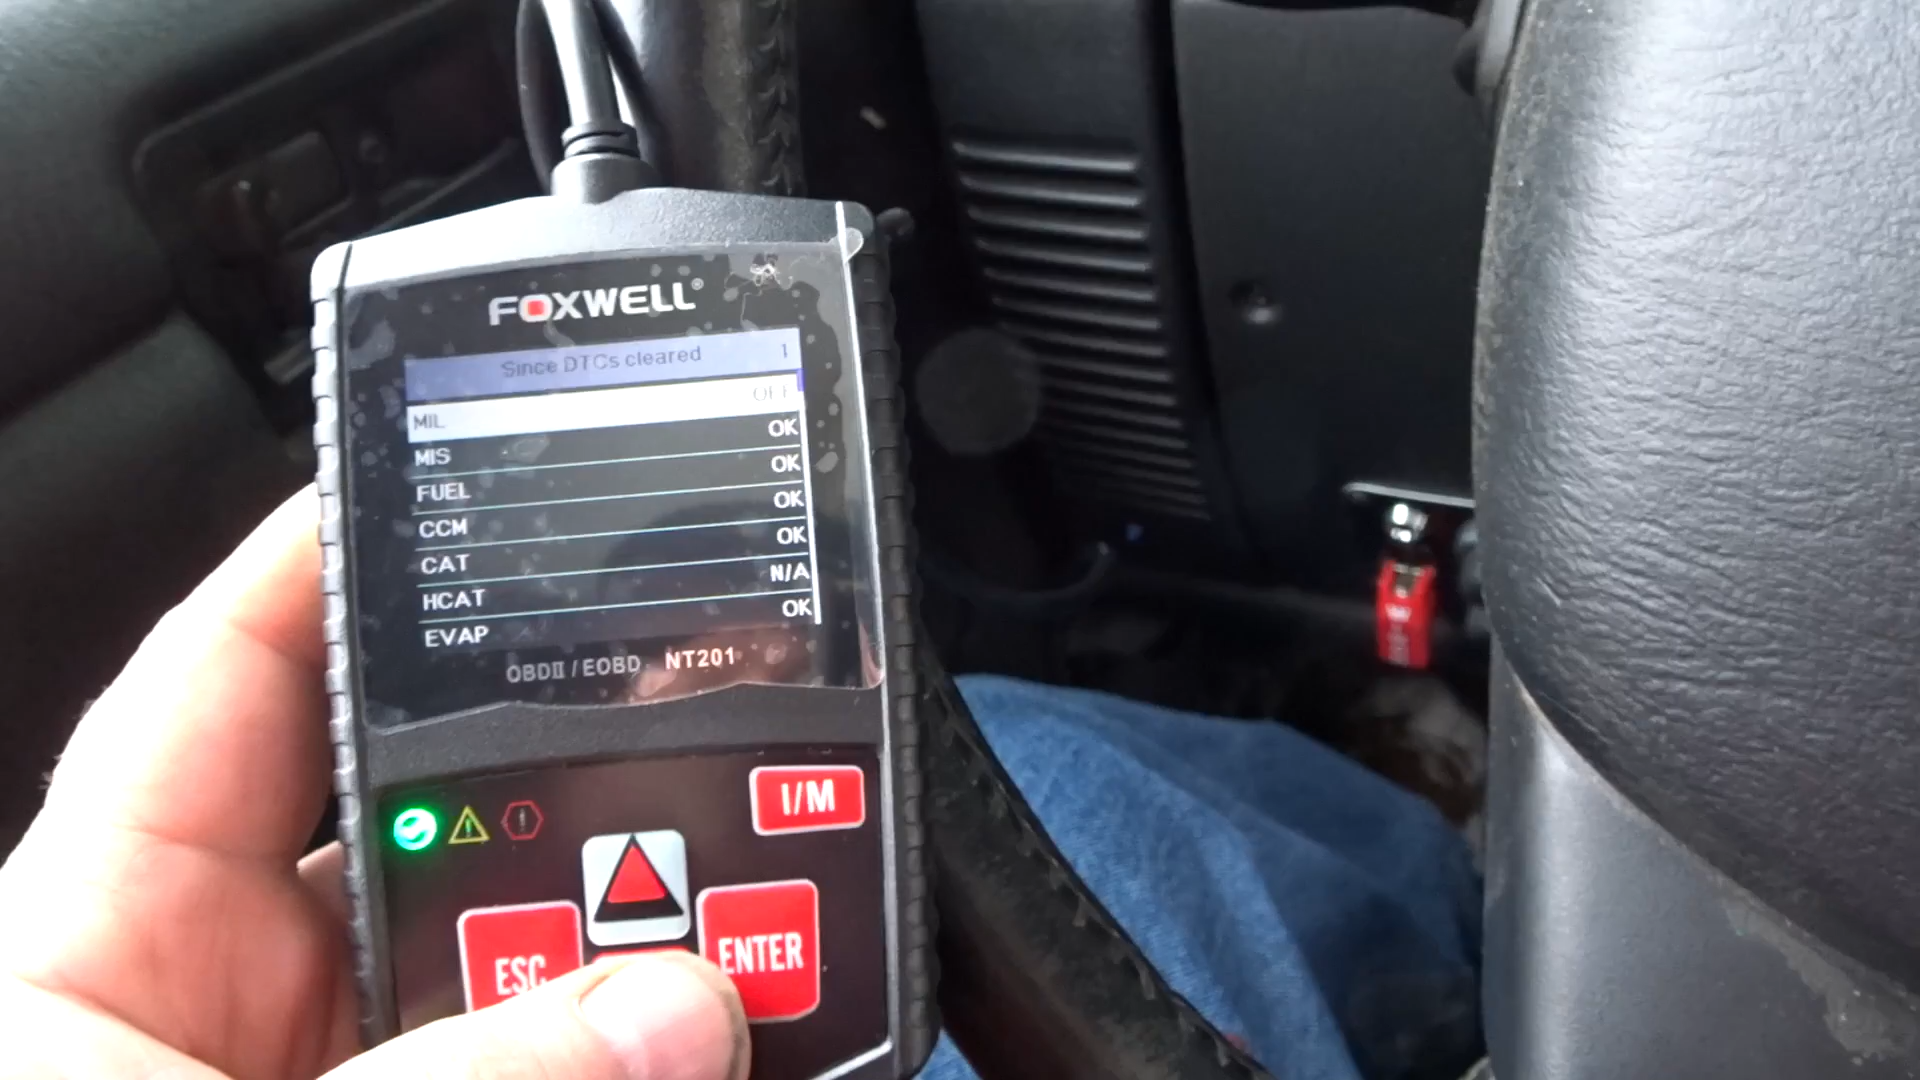 FOXWELL®
Since DTCs cleared 1
MIL OFF
MIS OK
FUEL OK
CCM OK
CAT OK
HCAT N/A
EVAP OK
OBDII / EOBD NT201
I/M
ESC
ENTER